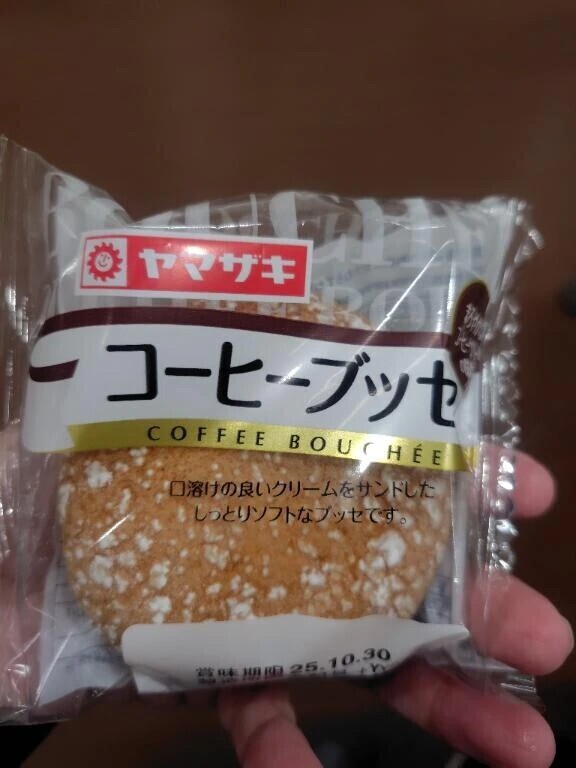 ヤマザキ
コーヒーブッセ
COFFEE BOUCHÉE
口溶けの良いクリームをサンドした
しっとりソフトなブッセです。
賞味期限 25.10.30